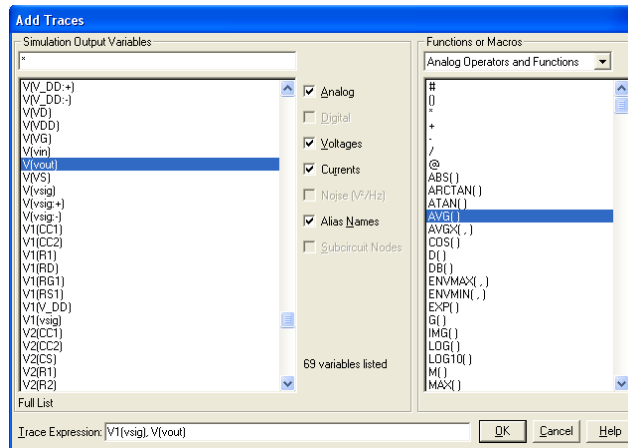 Add Traces
Simulation Output Variables
*
V(V_DD:+)
V(V_DD:-)
V(VD)
V(VDD)
V(VG)
V(vin)
V(vout)
V(VS)
V(vsig)
V(vsig:+)
V(vsig:-)
V1(CC1)
V1(CC2)
V1(R1)
V1(RD)
V1(RG1)
V1(RS1)
V1(V_DD)
V1(vsig)
V2(CC1)
V2(CC2)
V2(CS)
V2(R1)
V2(R2)
Full List
Analog
Digital
Voltages
Currents
Noise (V²/Hz)
Alias Names
Subcircuit Nodes
69 variables listed
Functions or Macros
Analog Operators and Functions
#
()
*
+
-
/
@
ABS( )
ARCTAN( )
ATAN( )
AVG( )
AVGX( , )
COS( )
D( )
DB( )
ENVMAX( , )
ENVMIN( , )
EXP( )
G( )
IMG( )
LOG( )
LOG10( )
M( )
MAX( )
Trace Expression: V1(vsig), V(vout)
OK Cancel Help